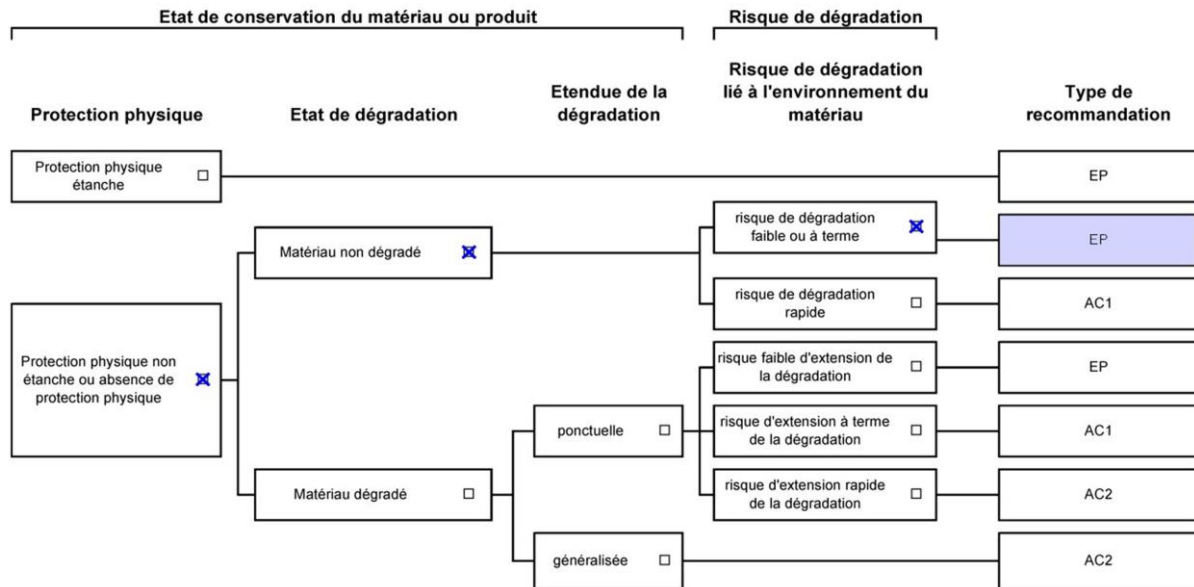 Etat de conservation du matériau ou produit
Risque de dégradation
Protection physique
Etat de dégradation
Etendue de la
dégradation
Risque de dégradation
lié à l'environnement du
matériau
Type de
recommandation
Protection physique
étanche
EP
Matériau non dégradé
risque de dégradation
faible ou à terme
EP
risque de dégradation
rapide
AC1
Protection physique non
étanche ou absence de
protection physique
risque faible d'extension de
la dégradation
EP
ponctuelle
risque d'extension à terme
de la dégradation
AC1
Matériau dégradé
risque d'extension rapide
de la dégradation
AC2
généralisée
AC2